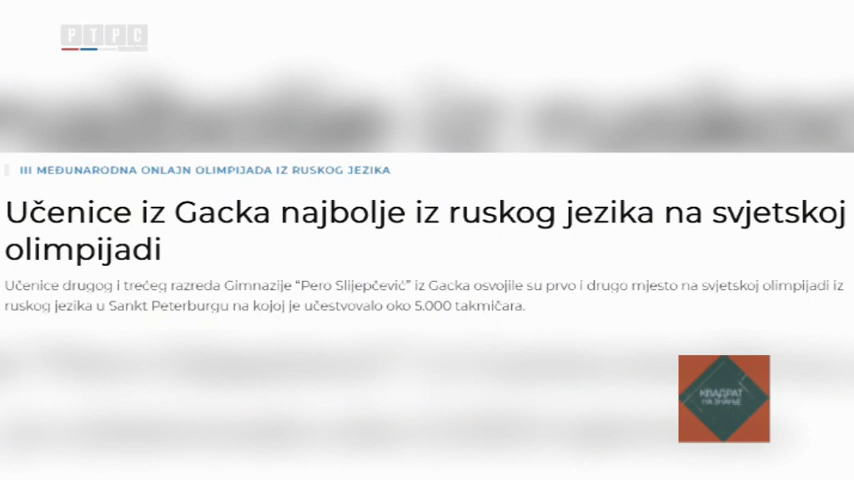 РТРС
III MEĐUNARODNA ONLAJN OLIMPIJADA IZ RUSKOG JEZIKA
Učenice iz Gacka najbolje iz ruskog jezika na svjetskoj
olimpijadi
Učenice drugog i trećeg razreda Gimnazije “Pero Slijepčević” iz Gacka osvojile su prvo i drugo mjesto na svjetskoj olimpijadi iz
ruskog jezika u Sankt Peterburgu na kojoj je učestvovalo oko 5.000 takmičara.
КВАДРАТ
НА ЗНАЊЕ